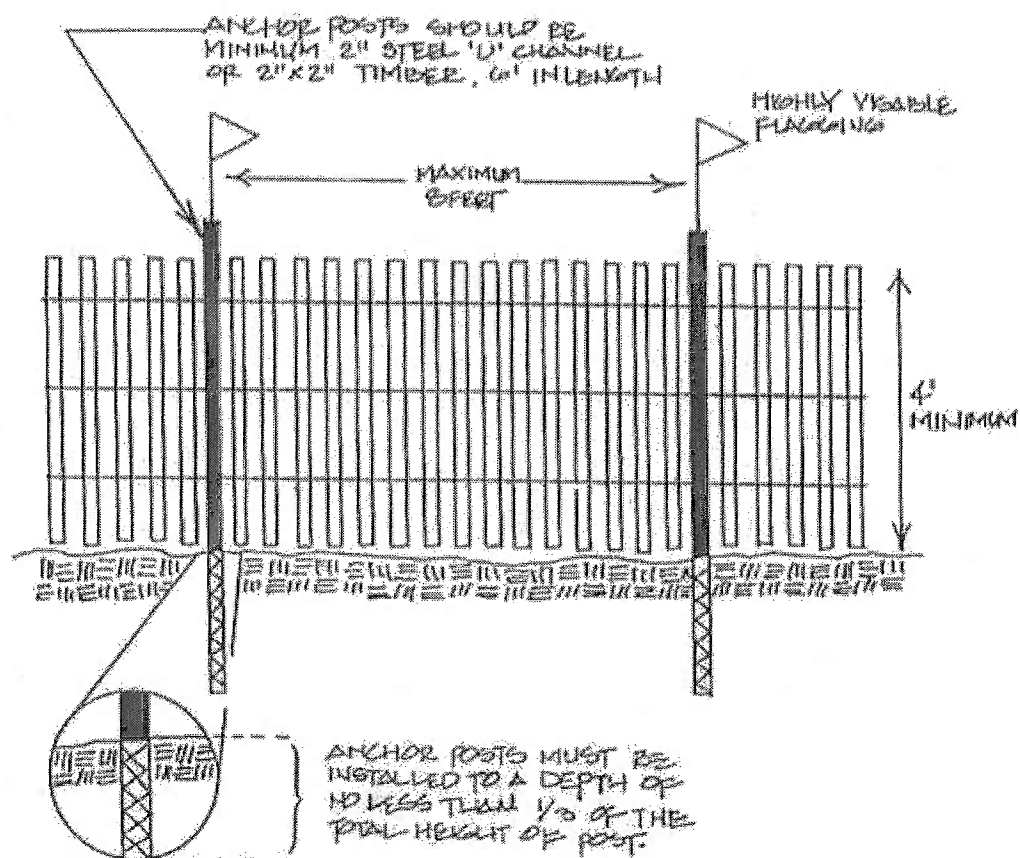 ANCHOR POSTS SHOULD BE
MINIMUM 2" STEEL 'U' CHANNEL
OR 2"x2" TIMBER, 6' IN LENGTH
HIGHLY VISABLE
FLAGGING
MAXIMUM
8 FEET
4'
MINIMUM
ANCHOR POSTS MUST BE
INSTALLED TO A DEPTH OF
NO LESS THAN 1/3 OF THE
TOTAL HEIGHT OF POST.